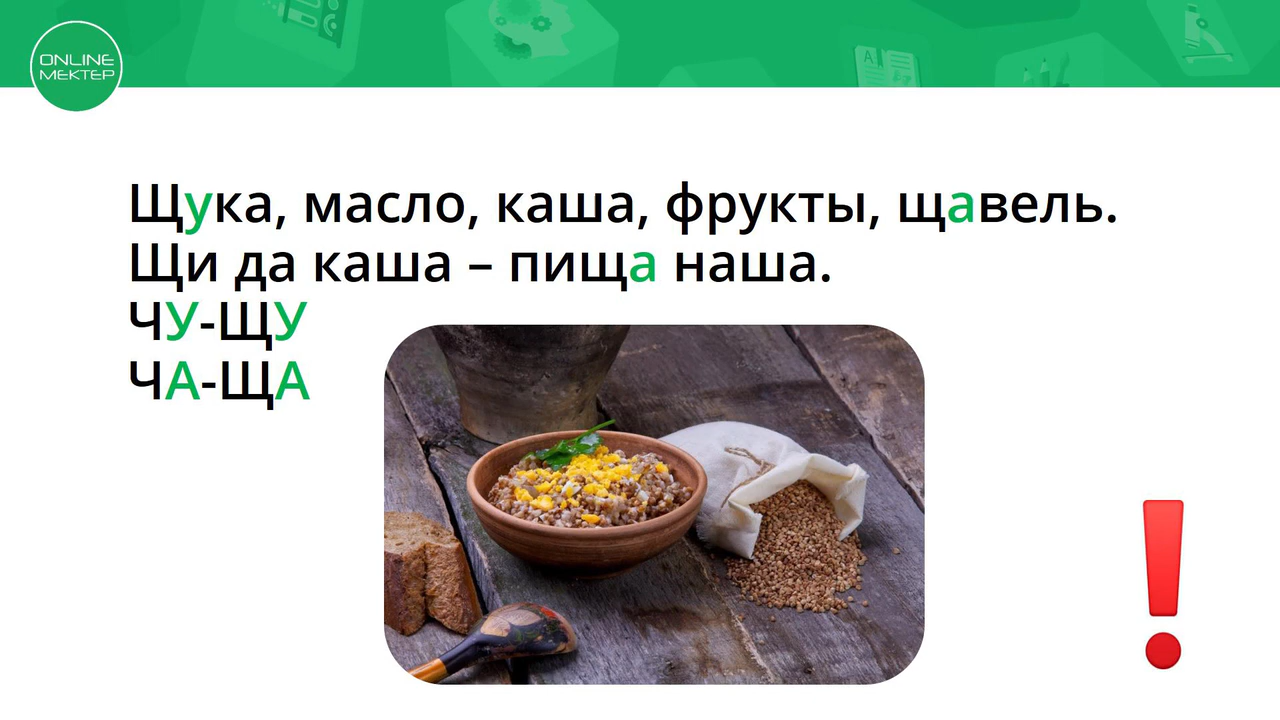 ONLINE
МЕКТЕР
Щука, масло, каша, фрукты, щавель.
Щи да каша – пища наша.
ЧУ-ЩУ
ЧА-ЩА